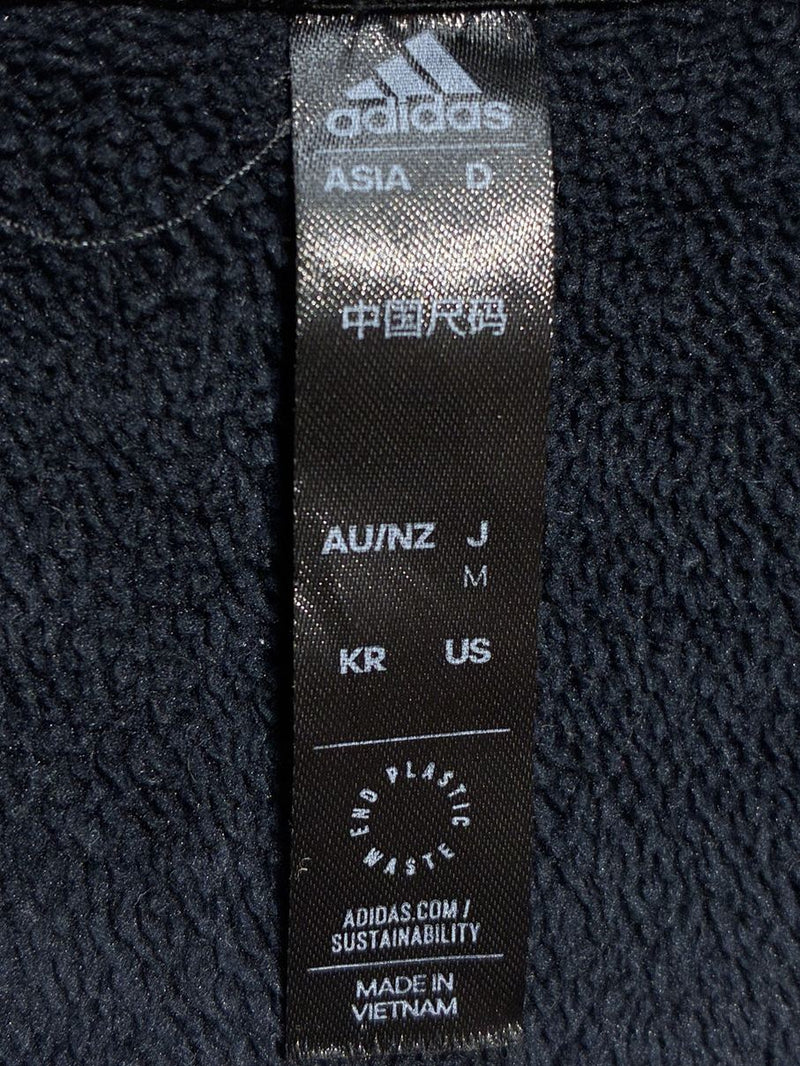 adidas
ASIA D
中国尺码
AU/NZ J
M
KR US
END PLASTIC WASTE
ADIDAS.COM/
SUSTAINABILITY
MADE IN
VIETNAM